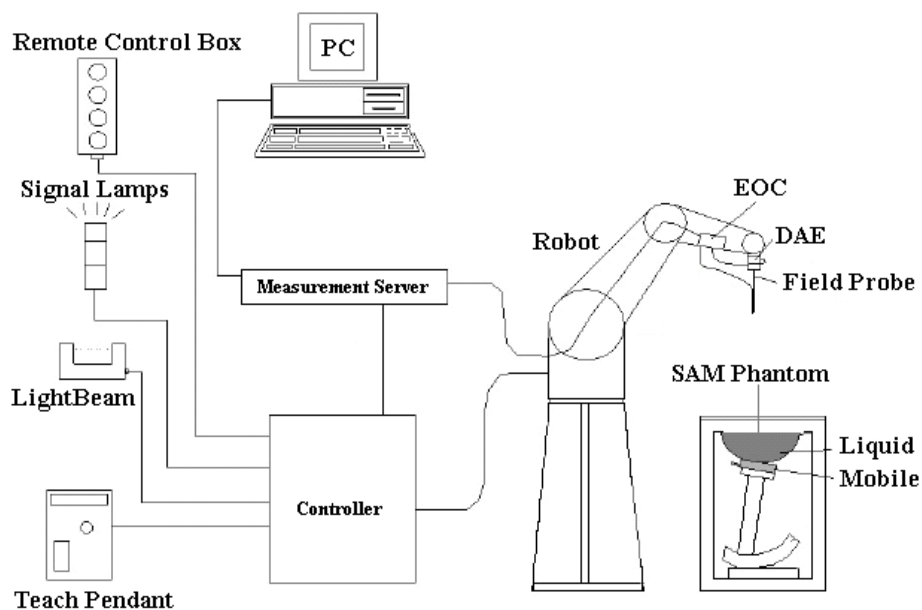 Remote Control Box
PC
Signal Lamps
EOC
Robot
DAE
Measurement Server
Field Probe
LightBeam
SAM Phantom
Liquid
Mobile
Controller
Teach Pendant